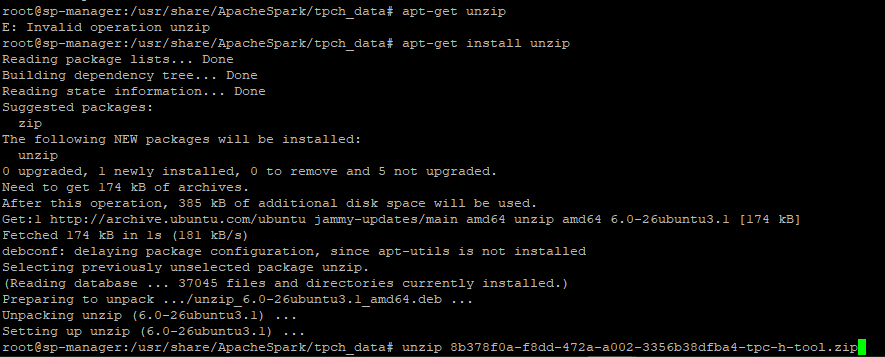 root@sp-manager:/usr/share/ApacheSpark/tpch_data# apt-get unzip
E: Invalid operation unzip
root@sp-manager:/usr/share/ApacheSpark/tpch_data# apt-get install unzip
Reading package lists... Done
Building dependency tree... Done
Reading state information... Done
Suggested packages:
  zip
The following NEW packages will be installed:
  unzip
0 upgraded, 1 newly installed, 0 to remove and 5 not upgraded.
Need to get 174 kB of archives.
After this operation, 385 kB of additional disk space will be used.
Get:1 http://archive.ubuntu.com/ubuntu jammy-updates/main amd64 unzip amd64 6.0-26ubuntu3.1 [174 kB]
Fetched 174 kB in 1s (181 kB/s)
debconf: delaying package configuration, since apt-utils is not installed
Selecting previously unselected package unzip.
(Reading database ... 37045 files and directories currently installed.)
Preparing to unpack .../unzip_6.0-26ubuntu3.1_amd64.deb ...
Unpacking unzip (6.0-26ubuntu3.1) ...
Setting up unzip (6.0-26ubuntu3.1) ...
root@sp-manager:/usr/share/ApacheSpark/tpch_data# unzip 8b378f0a-f8dd-472a-a002-3356b38dfba4-tpc-h-tool.zip